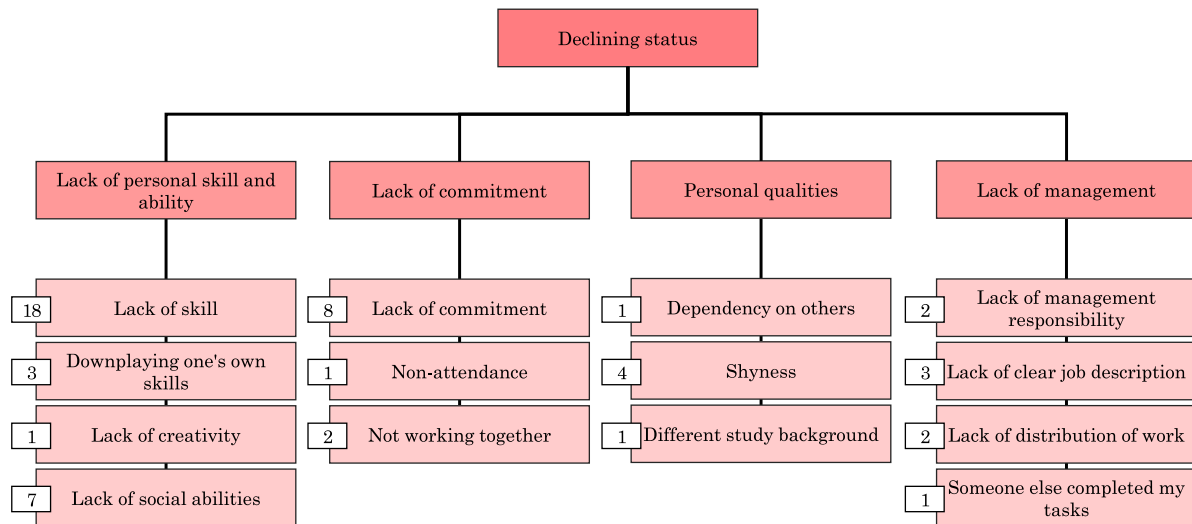 Declining status
Lack of personal skill and
ability
Lack of commitment
Personal qualities
Lack of management
18
Lack of skill
3
Downplaying one's own
skills
1
Lack of creativity
7
Lack of social abilities
8
Lack of commitment
1
Non-attendance
2
Not working together
1
Dependency on others
4
Shyness
1
Different study background
2
Lack of management
responsibility
3
Lack of clear job description
2
Lack of distribution of work
1
Someone else completed my
tasks